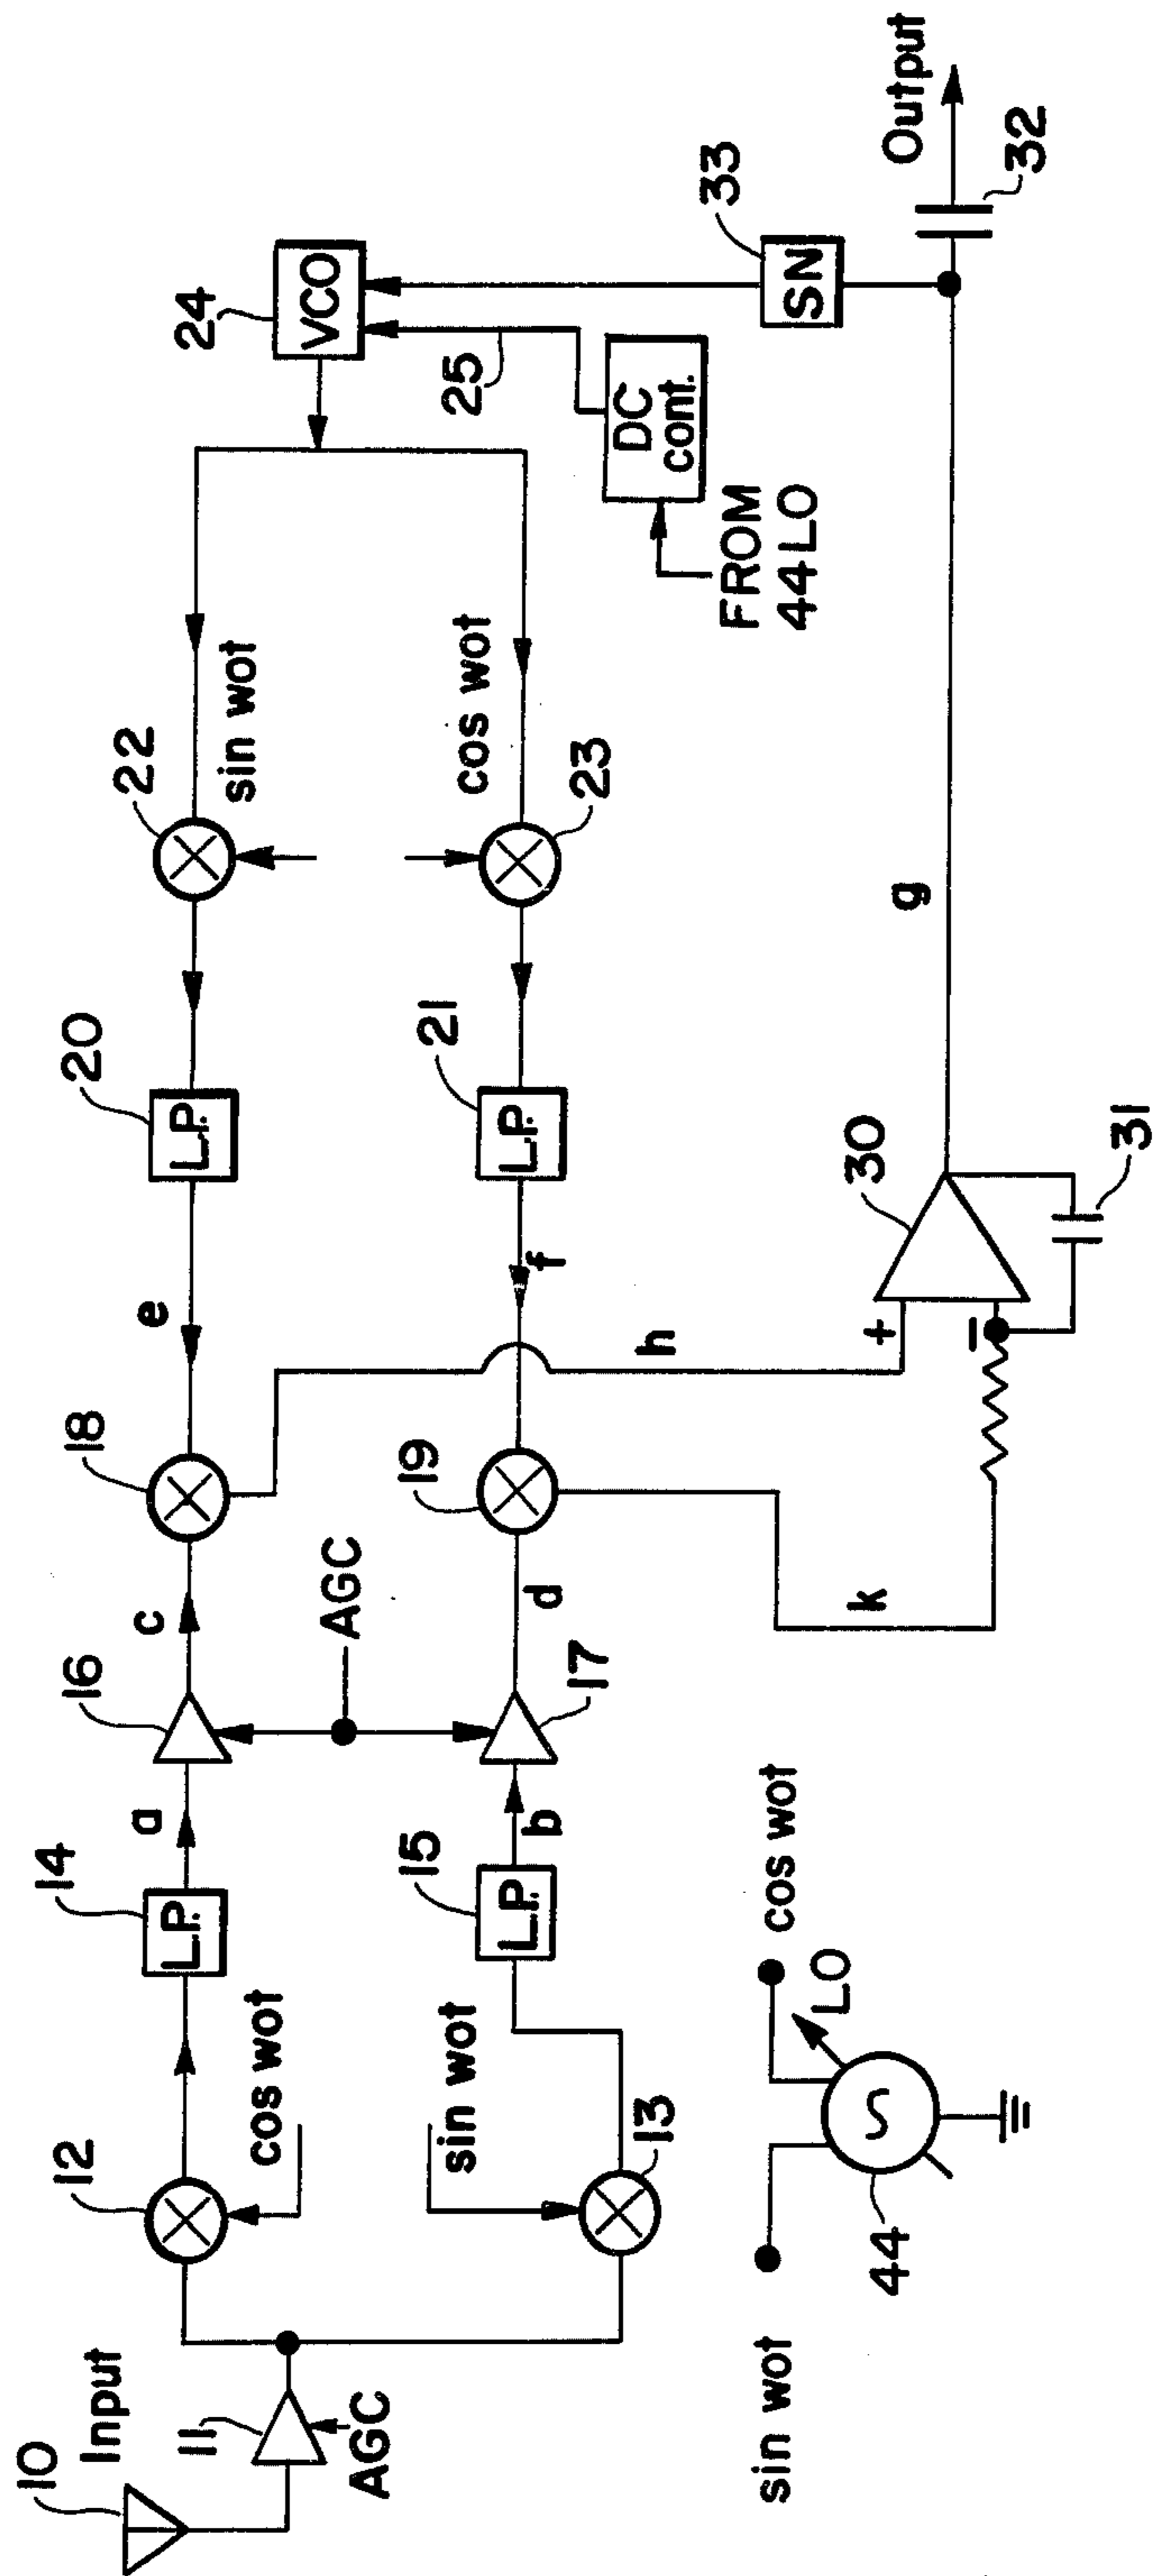 10
Input
11
AGC
12
cos wot
sin wot
13
14
L.P.
15
L.P.
a
b
16
17
AGC
c
d
18
19
e
f
20
L.P.
21
L.P.
22
sin wot
cos wot
23
24
VCO
25
DC
cont.
FROM
44LO
33
SN
Output
32
g
h
k
30
+
−
31
sin wot
cos wot
LO
S
44